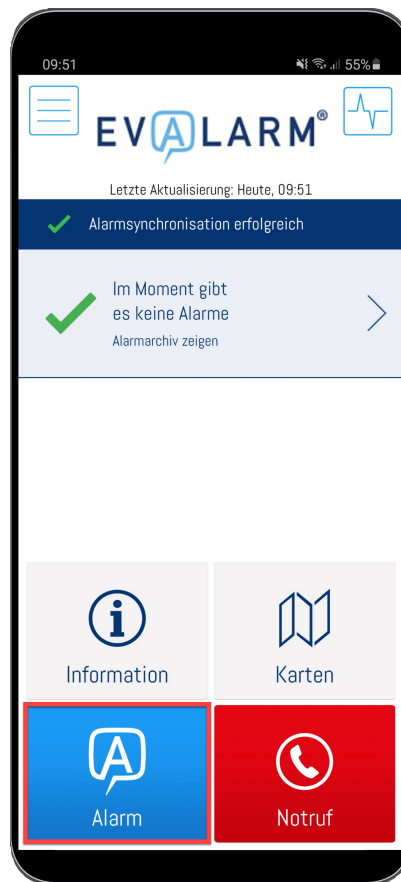 09:51 55%
EVALARM®
Letzte Aktualisierung: Heute, 09:51
Alarmsynchronisation erfolgreich
Im Moment gibt
es keine Alarme
Alarmarchiv zeigen
Information Karten
A
Alarm Notruf